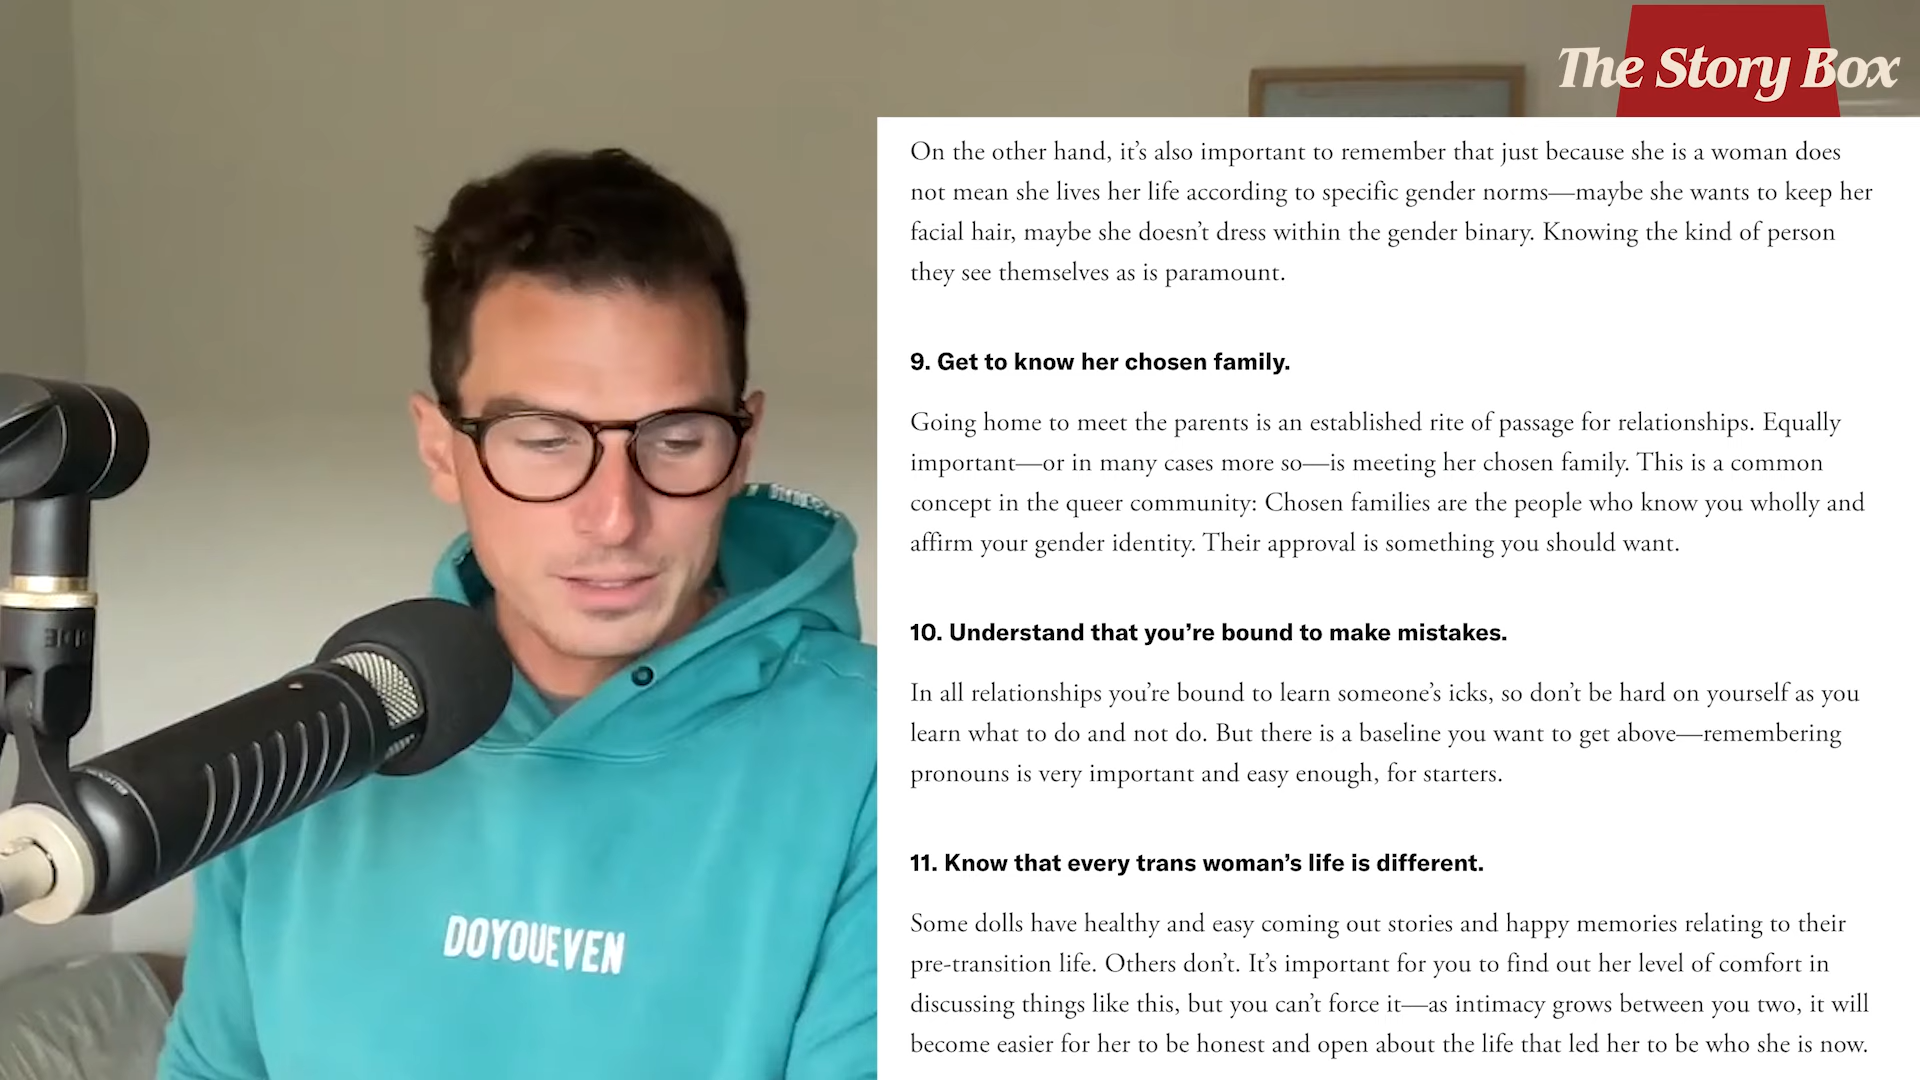 The Story Box
On the other hand, it’s also important to remember that just because she is a woman does
not mean she lives her life according to specific gender norms—maybe she wants to keep her
facial hair, maybe she doesn’t dress within the gender binary. Knowing the kind of person
they see themselves as is paramount.
9. Get to know her chosen family.
Going home to meet the parents is an established rite of passage for relationships. Equally
important—or in many cases more so—is meeting her chosen family. This is a common
concept in the queer community: Chosen families are the people who know you wholly and
affirm your gender identity. Their approval is something you should want.
10. Understand that you’re bound to make mistakes.
In all relationships you’re bound to learn someone’s icks, so don’t be hard on yourself as you
learn what to do and not do. But there is a baseline you want to get above—remembering
pronouns is very important and easy enough, for starters.
11. Know that every trans woman’s life is different.
Some dolls have healthy and easy coming out stories and happy memories relating to their
pre-transition life. Others don’t. It’s important for you to find out her level of comfort in
discussing things like this, but you can’t force it—as intimacy grows between you two, it will
become easier for her to be honest and open about the life that led her to be who she is now.
DOYOUEVEN